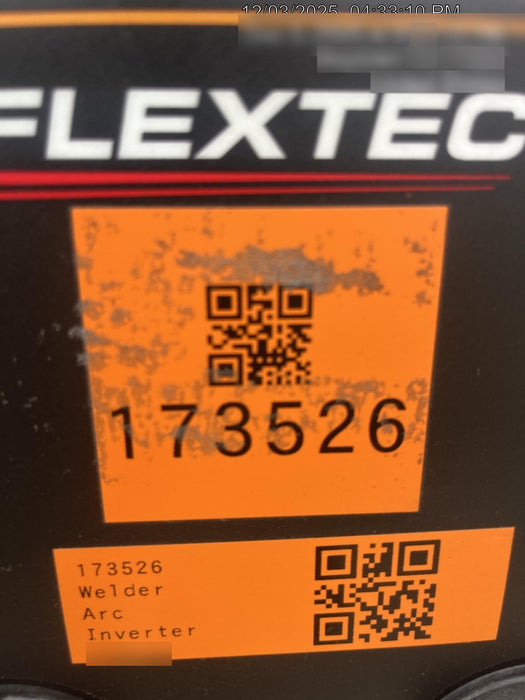 12/03/2025 04:33:10 PM
FLEXTEC
173526
173526
Welder
Arc
Inverter